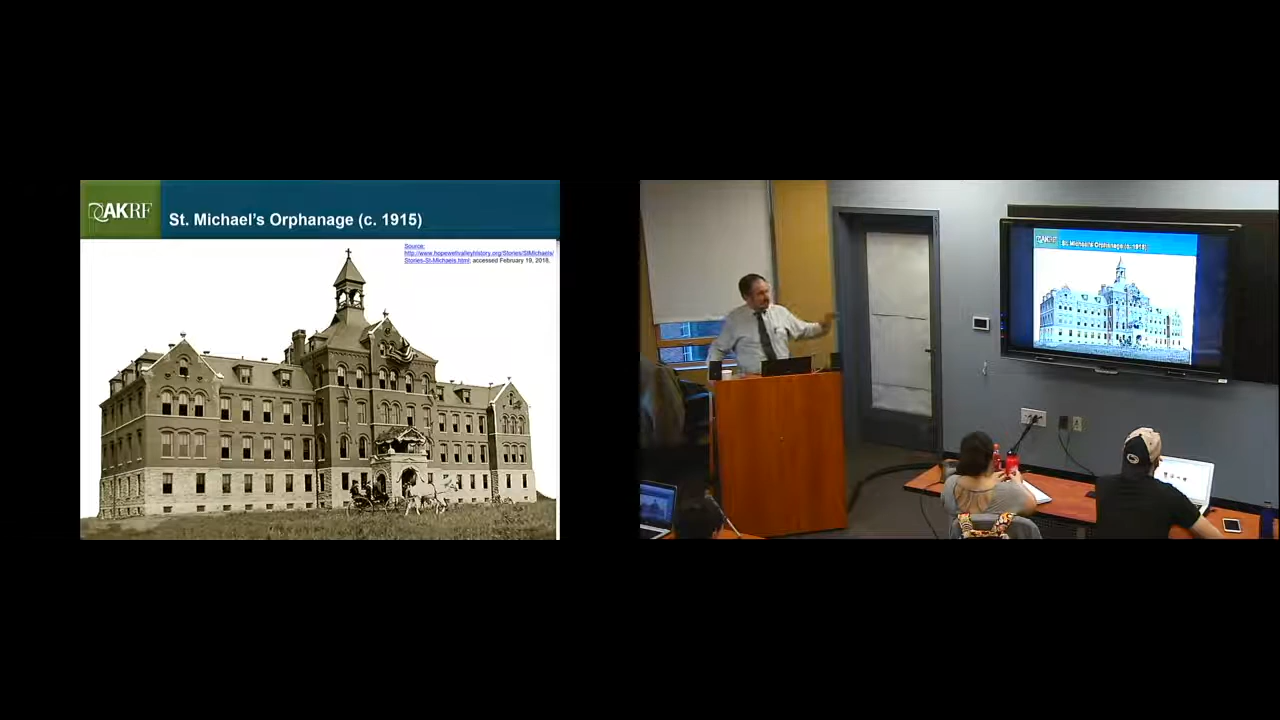 AKRF
St. Michael's Orphanage (c. 1915)
Source:
http://www.hopewellvalleyhistory.org/Stories/StMichaels/
Stories-St-Michaels.html, accessed February 19, 2018.
AKRF St. Michael's Orphanage (c. 1915)